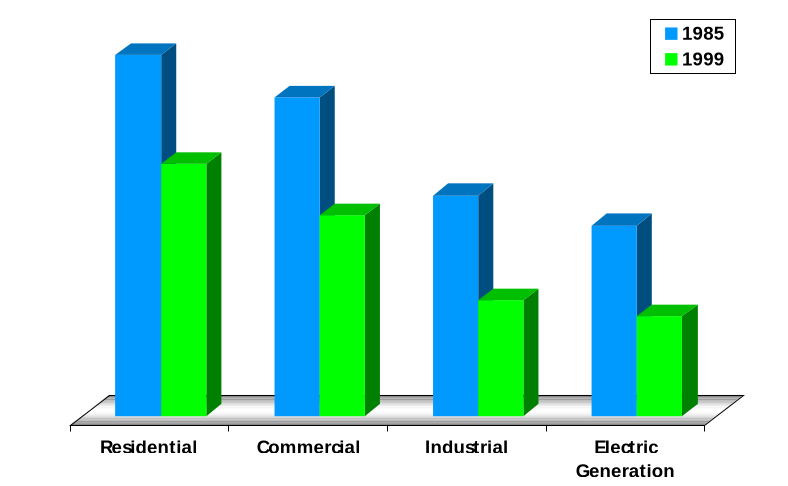 1985
1999
Residential
Commercial
Industrial
Electric
Generation